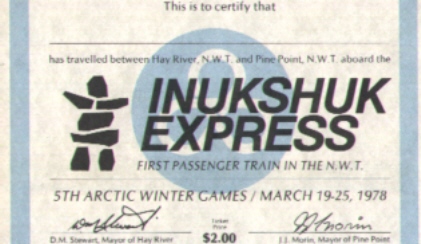 This is to certify that
has travelled between Hay River, N.W.T. and Pine Point, N.W.T. aboard the
INUKSHUK
EXPRESS
FIRST PASSENGER TRAIN IN THE N.W.T.
5TH ARCTIC WINTER GAMES / MARCH 19-25, 1978
Ticket
Price
$2.00
D.M. Stewart, Mayor of Hay River
J.J. Morin, Mayor of Pine Point